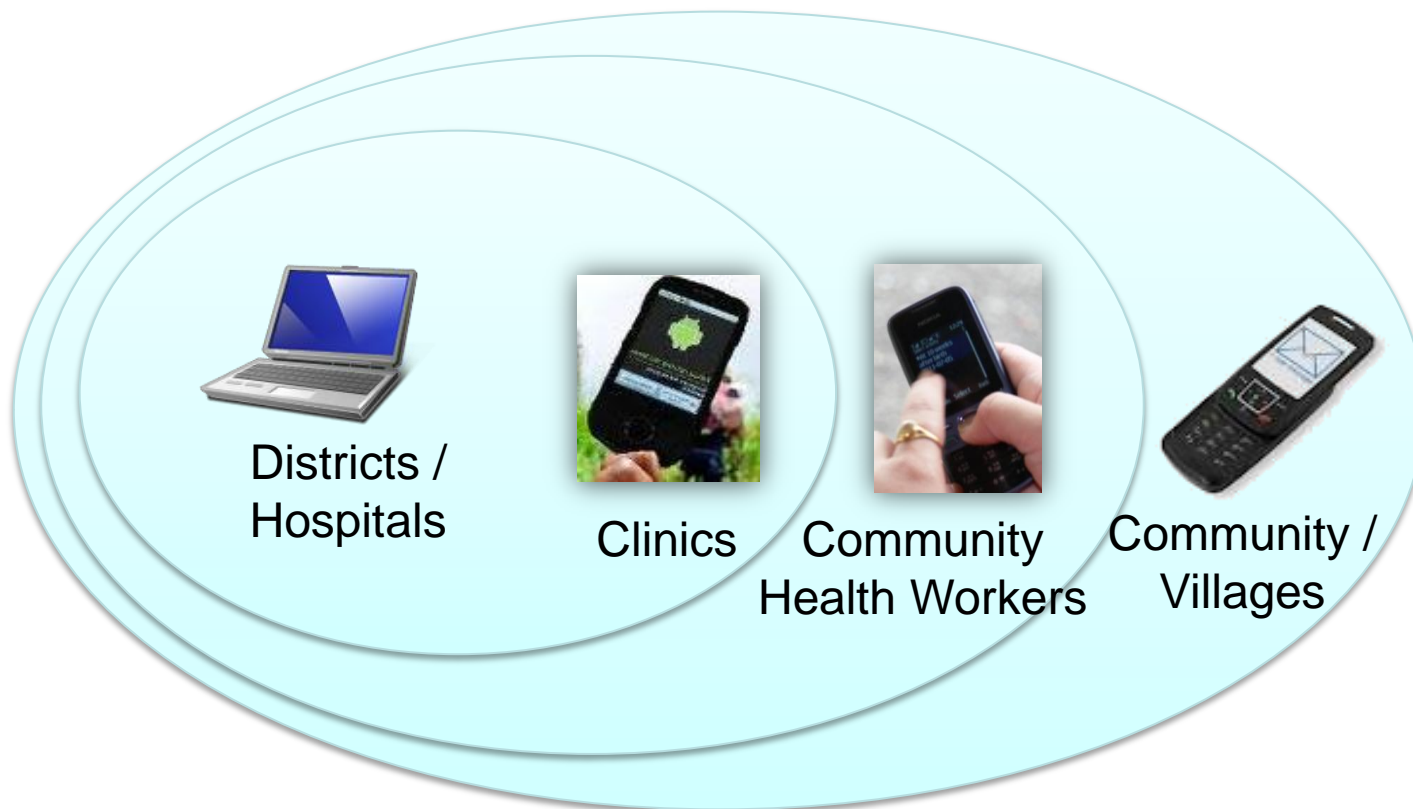 Districts /
Hospitals
Clinics
Community
Health Workers
Community /
Villages